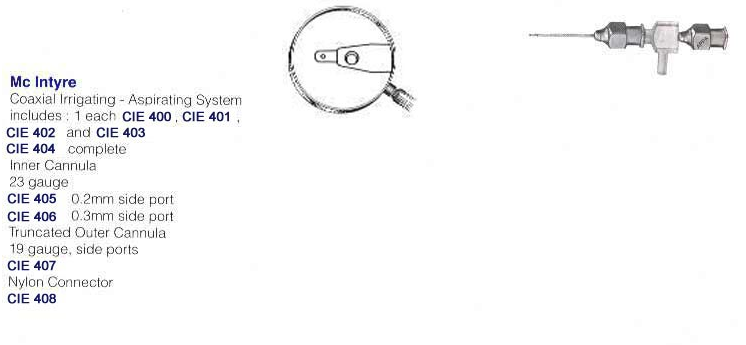 Mc Intyre
Coaxial Irrigating - Aspirating System
includes : 1 each CIE 400 , CIE 401 ,
CIE 402 and CIE 403
CIE 404 complete
Inner Cannula
23 gauge
CIE 405 0.2mm side port
CIE 406 0.3mm side port
Truncated Outer Cannula
19 gauge, side ports
CIE 407
Nylon Connector
CIE 408